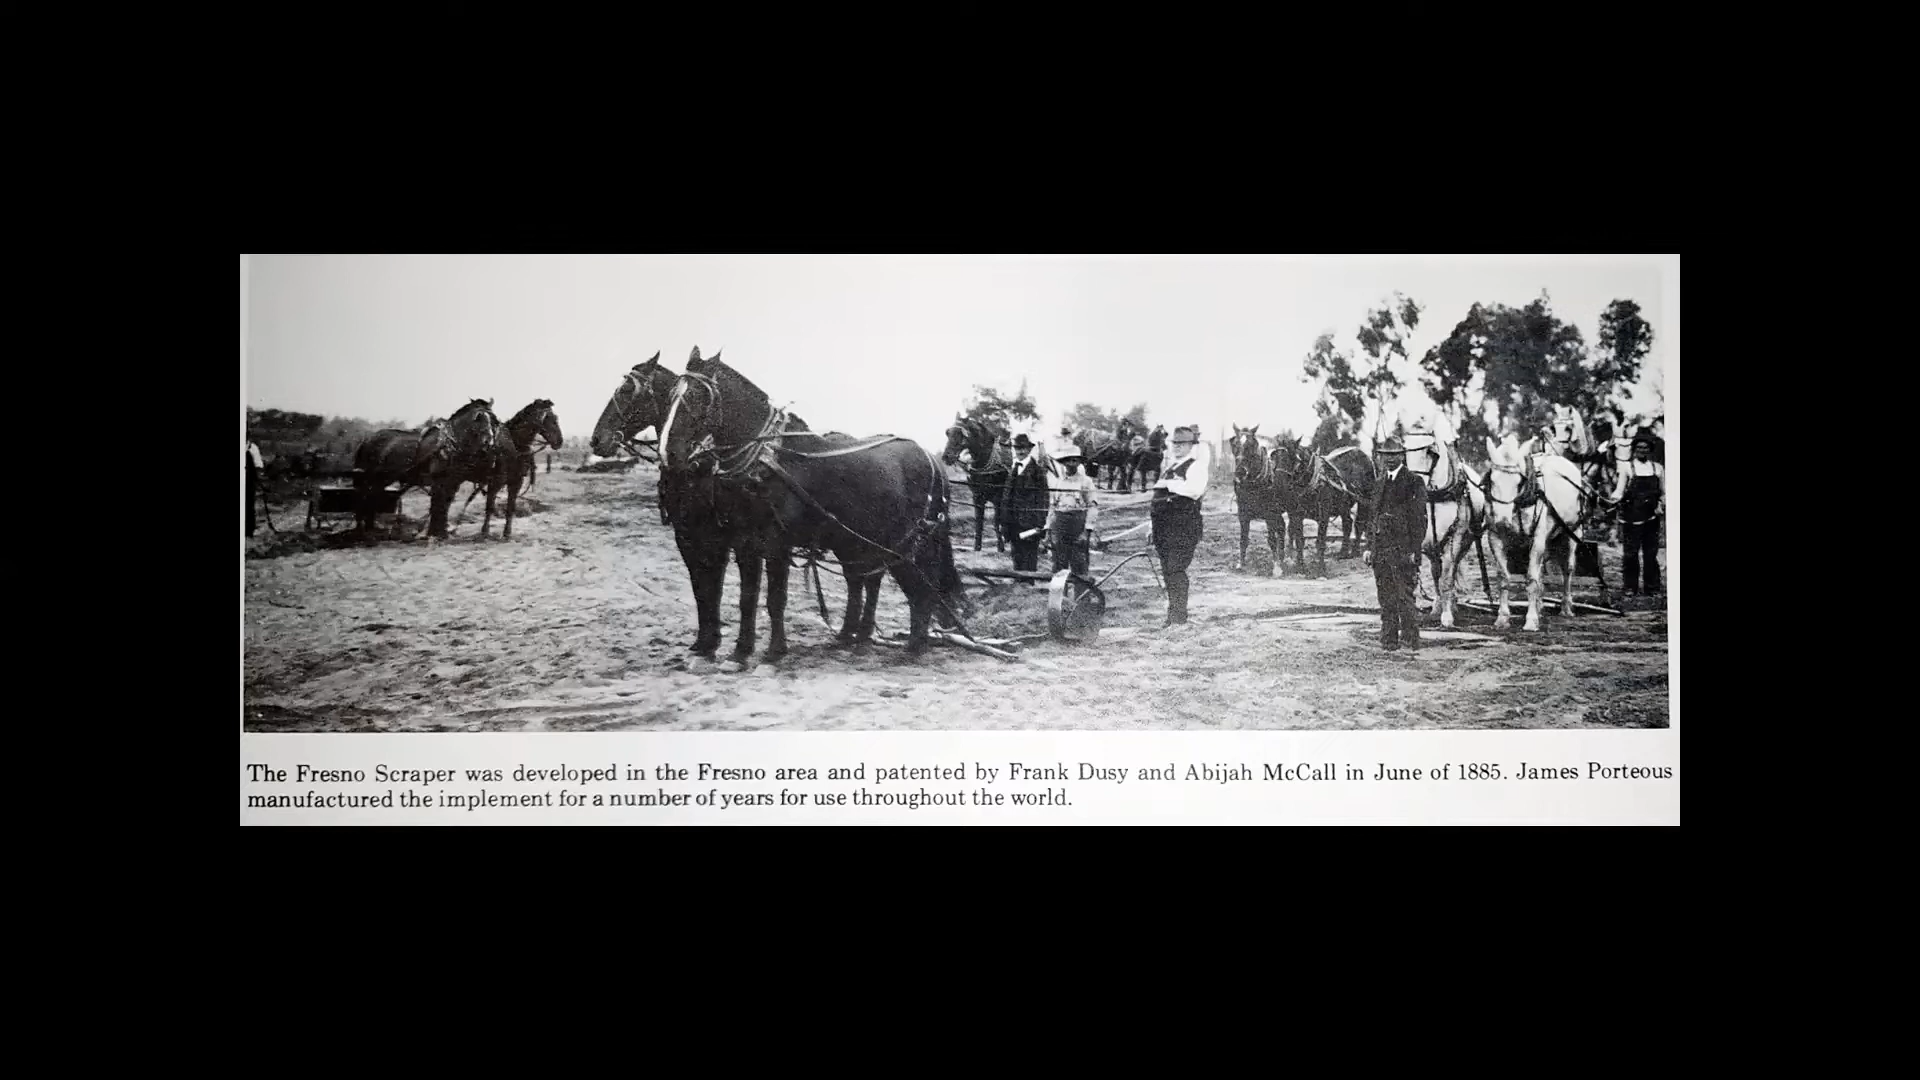 The Fresno Scraper was developed in the Fresno area and patented by Frank Dusy and Abijah McCall in June of 1885. James Porteous
manufactured the implement for a number of years for use throughout the world.